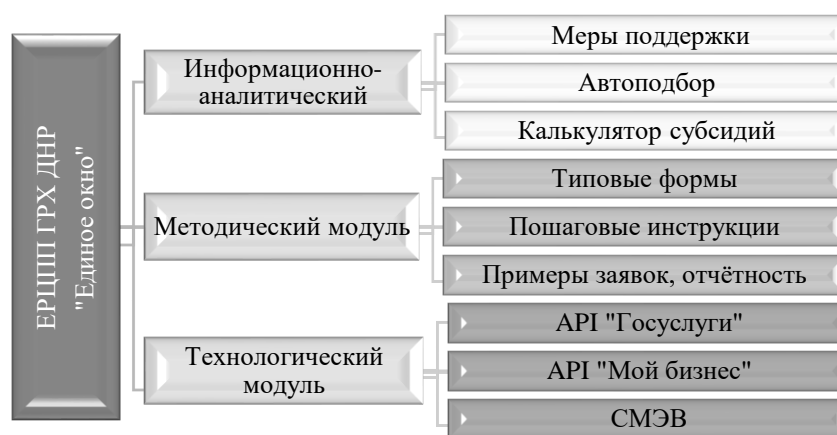 ЕРЦПП ГРХ ДНР
"Единое окно"
Информационно-
аналитический
Меры поддержки
Автоподбор
Калькулятор субсидий
Методический модуль
Типовые формы
Пошаговые инструкции
Примеры заявок, отчётность
Технологический
модуль
API "Госуслуги"
API "Мой бизнес"
СМЭВ